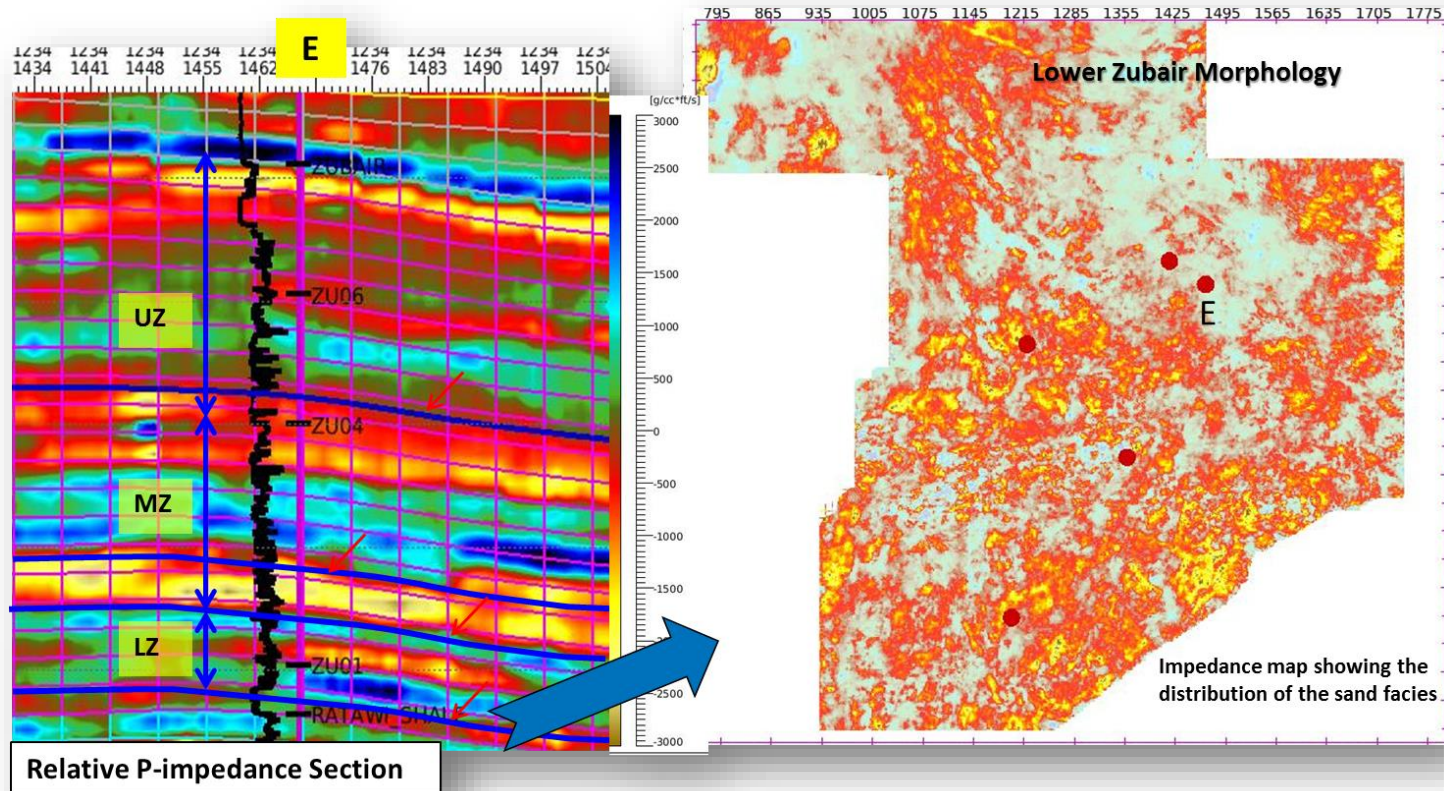 E
1234 1234 1234 1234 1234 1234 1234 1234 1234 1234
1434 1441 1448 1455 1462 1476 1483 1490 1497 1504
[g/cc*ft/s]
3000
2500
2000
1500
1000
500
0
-500
-1000
-1500
-2500
-3000
ZUBAIR
ZU06
UZ
ZU04
MZ
LZ
ZU01
Relative P-impedance Section
795 865 935 1005 1075 1145 1215 1285 1355 1425 1495 1565 1635 1705 1775
Lower Zubair Morphology
E
Impedance map showing the
distribution of the sand facies